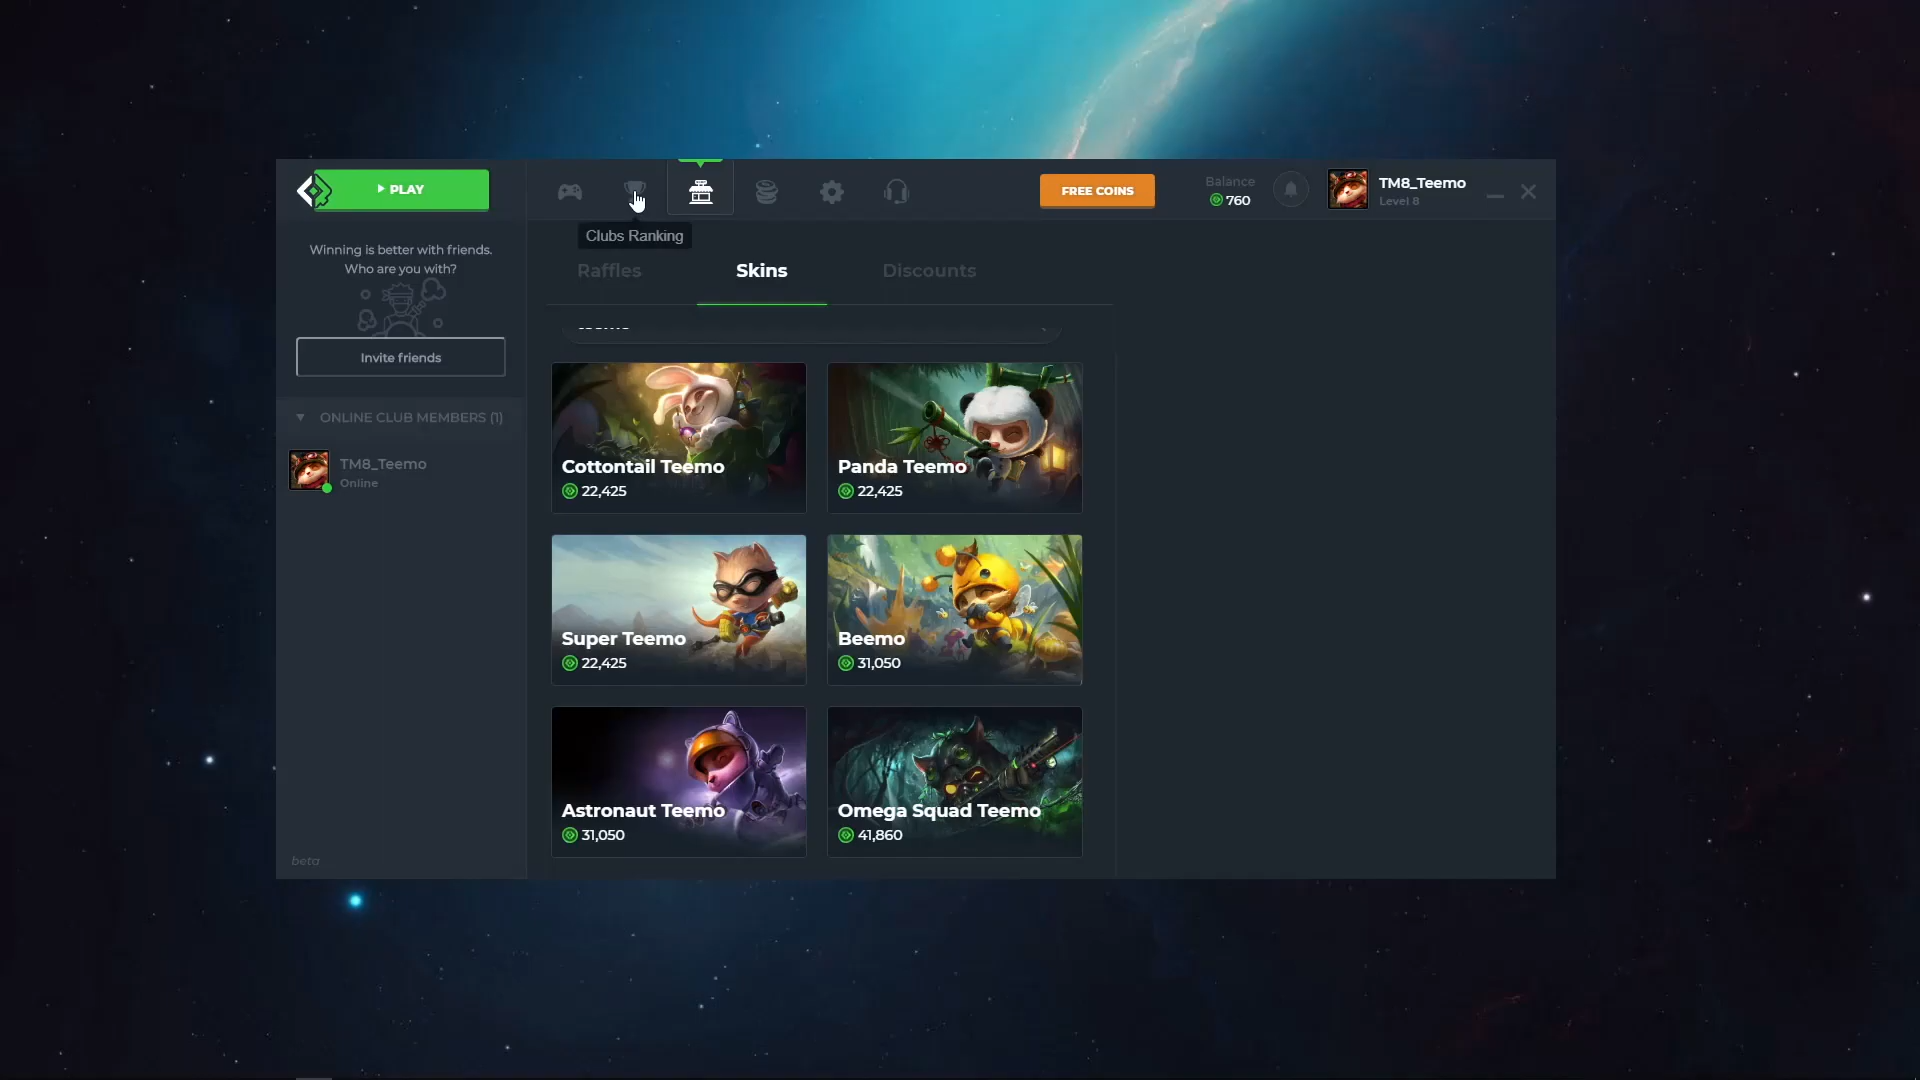 PLAY
FREE COINS
Balance
760
TM8_Teemo
Level 8
Clubs Ranking
Winning is better with friends.
Who are you with?
Invite friends
ONLINE CLUB MEMBERS (1)
TM8_Teemo
Online
beta
Raffles
Skins
Discounts
Cottontail Teemo
22,425
Panda Teemo
22,425
Super Teemo
22,425
Beemo
31,050
Astronaut Teemo
31,050
Omega Squad Teemo
41,860